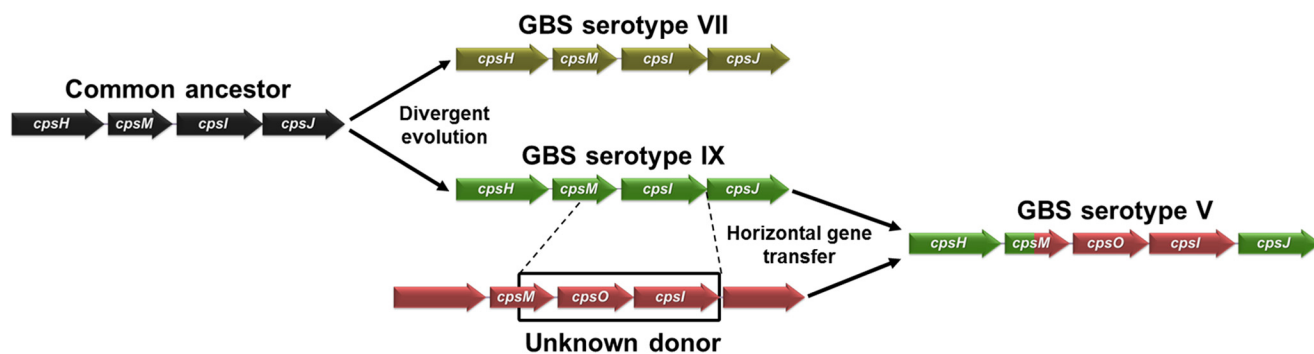 GBS serotype VII
cpsH cpsM cpsI cpsJ
Common ancestor
cpsH cpsM cpsI cpsJ
Divergent
evolution
GBS serotype IX
cpsH cpsM cpsI cpsJ
GBS serotype V
cpsH cpsM cpsO cpsI cpsJ
Horizontal gene
transfer
cpsM cpsO cpsI
Unknown donor